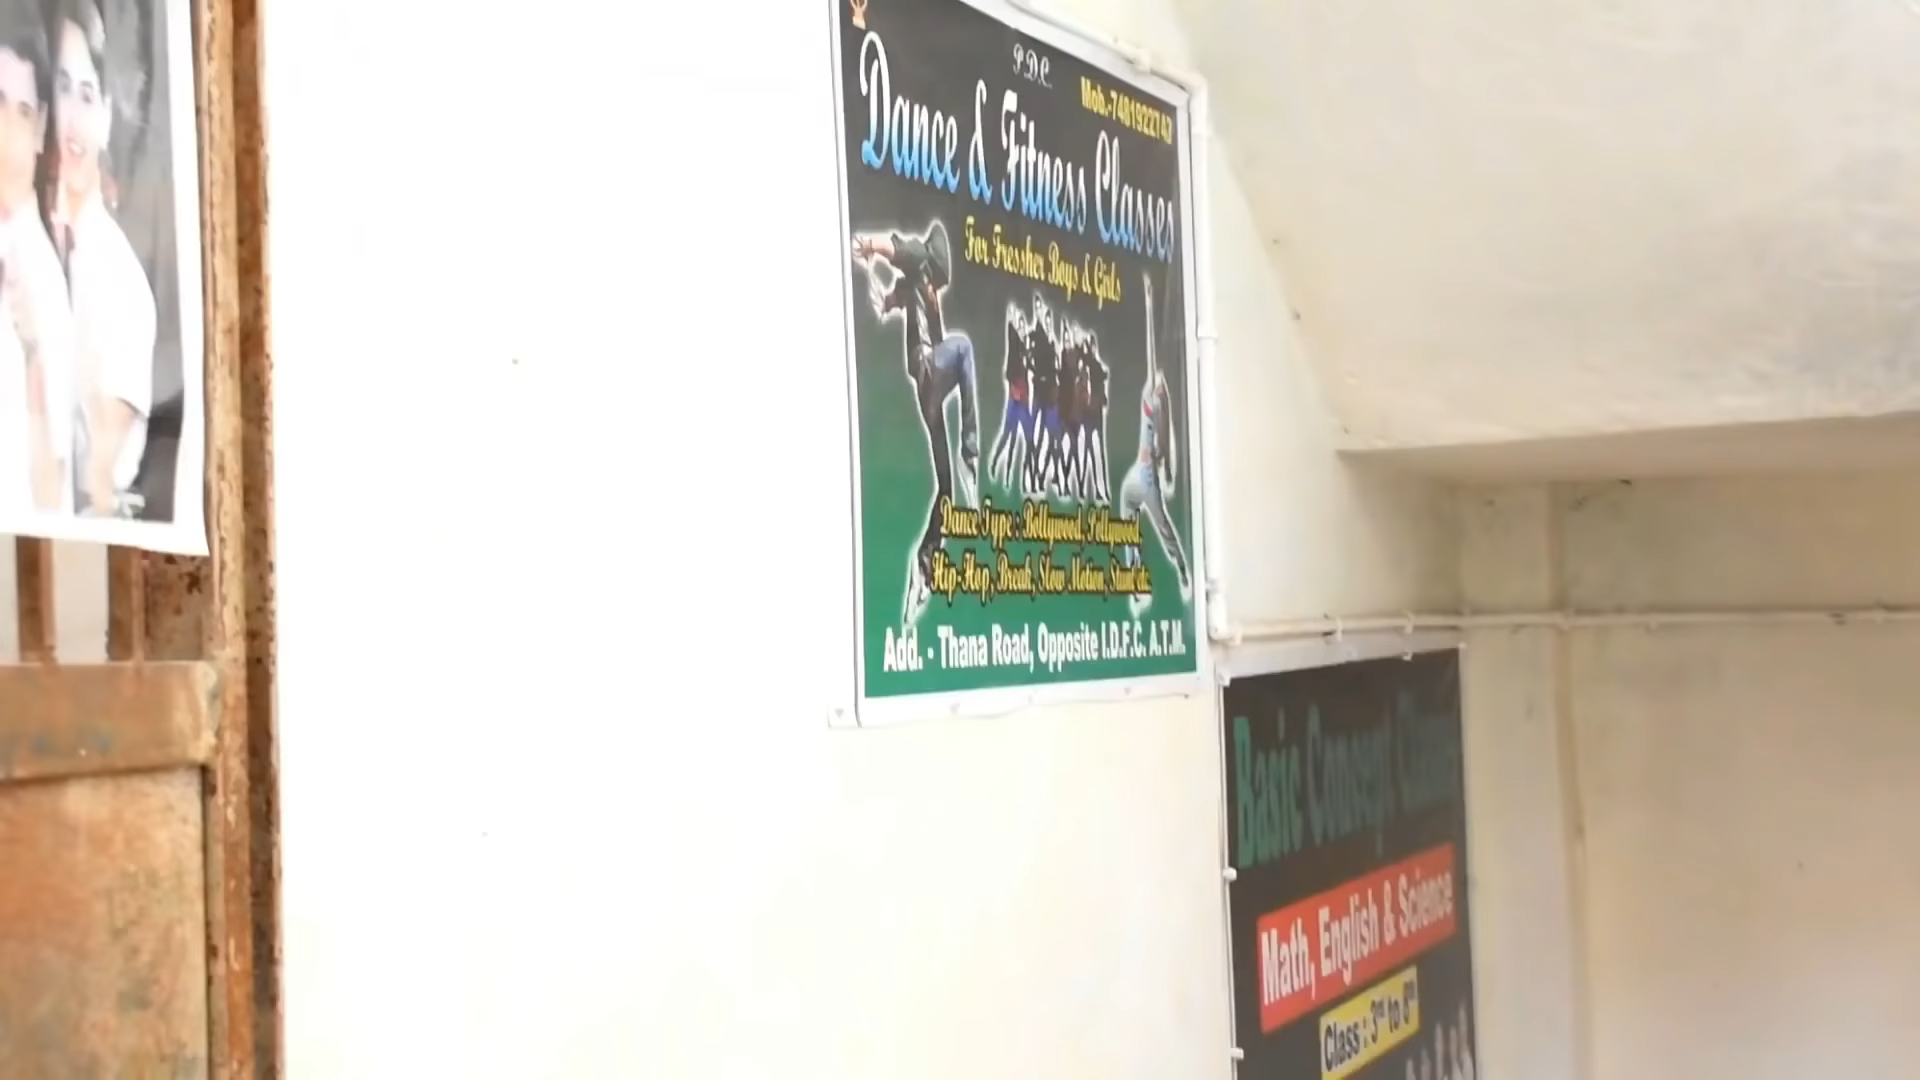 P.D.C.
Mob.-7481922747
Dance & Fitness Classes
For Fressher Boys & Girls
Dance Type : Bollywood, Pollywood,
Hip-Hop, Break, Slow Motion, Stunt etc.
Add. - Thana Road, Opposite I.D.F.C. A.T.M.
Basic Concept Classes
Math, English & Science
Class : 3rd to 8th